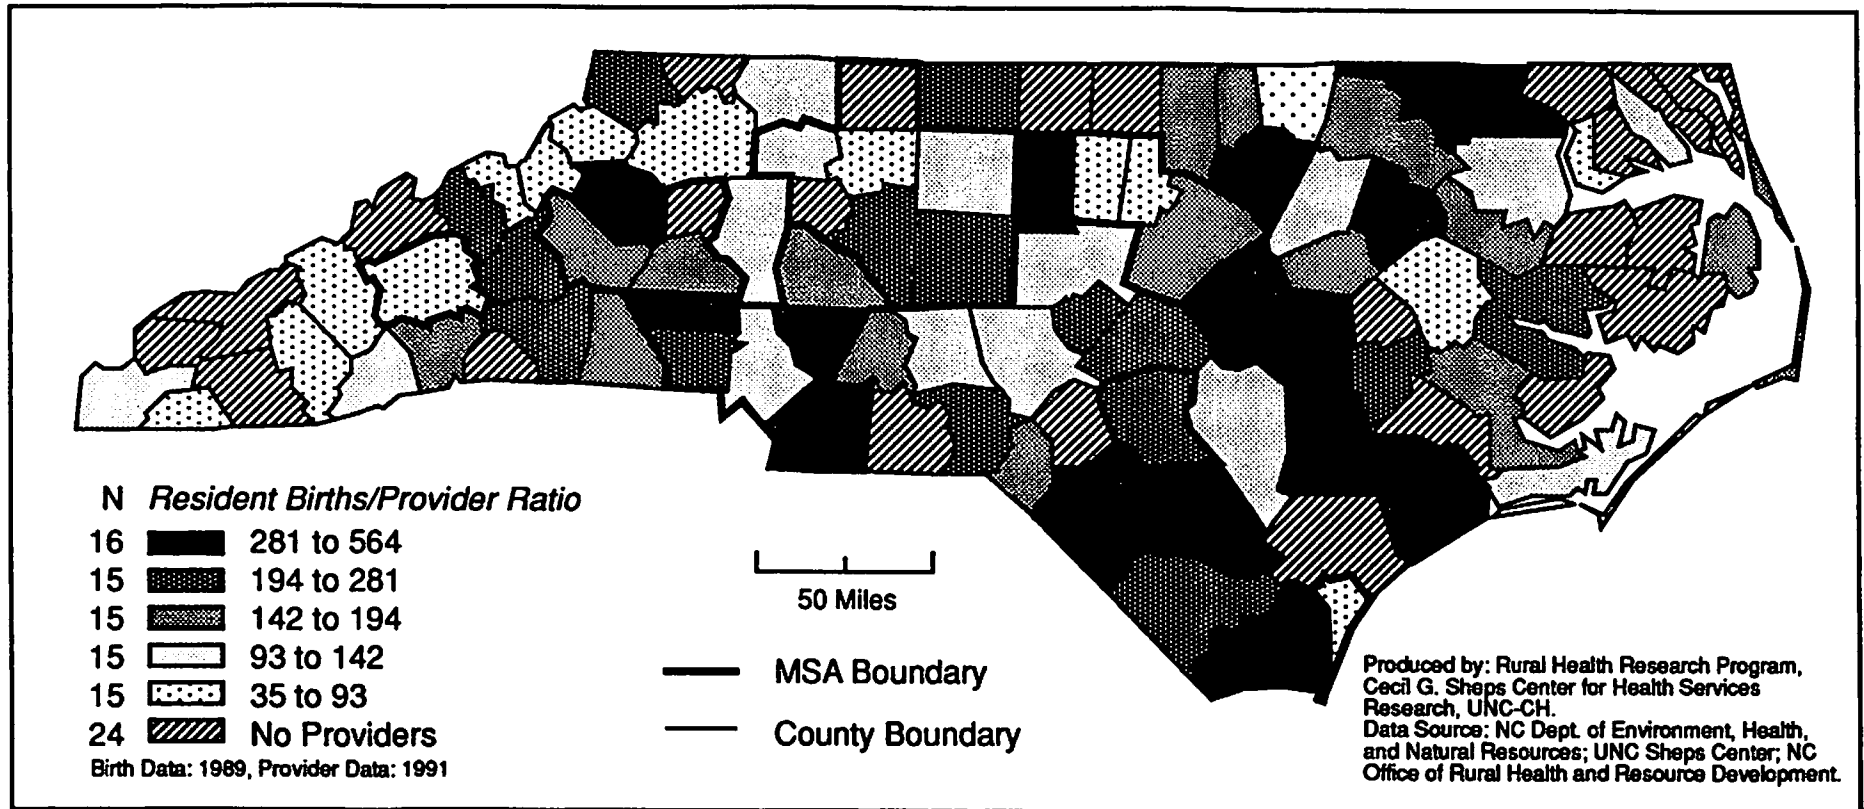 N Resident Births/Provider Ratio
16 281 to 564
15 194 to 281
15 142 to 194
15 93 to 142
15 35 to 93
24 No Providers
Birth Data: 1989, Provider Data: 1991
50 Miles
MSA Boundary
County Boundary
Produced by: Rural Health Research Program,
Cecil G. Sheps Center for Health Services
Research, UNC-CH.
Data Source: NC Dept. of Environment, Health,
and Natural Resources; UNC Sheps Center; NC
Office of Rural Health and Resource Development.